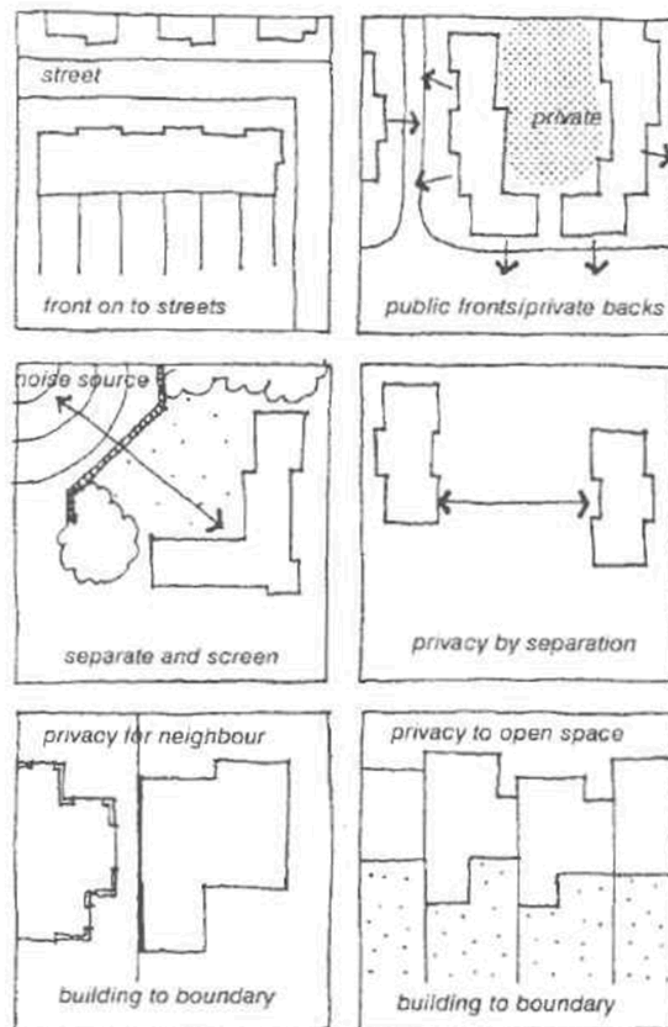 street
front on to streets
private
public fronts/private backs
noise source
separate and screen
privacy by separation
privacy for neighbour
building to boundary
privacy to open space
building to boundary